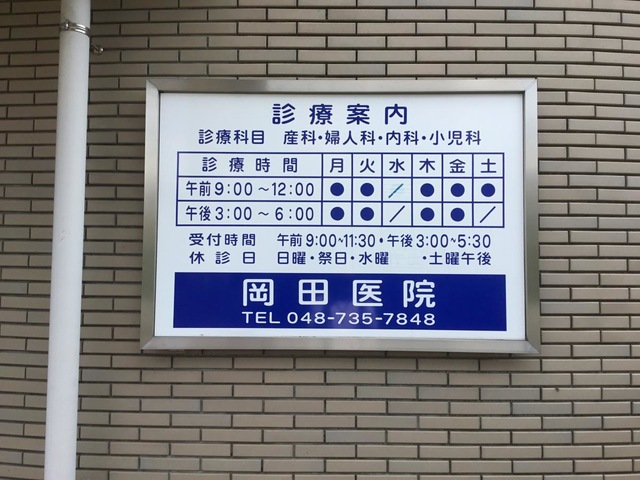 診療案内
診療科目 産科・婦人科・内科・小児科
診療時間 月 火 水 木 金 土
午前9:00～12:00 ● ● ／ ● ● ●
午後3:00～6:00 ● ● ／ ● ● ／
受付時間 午前9:00~11:30・午後3:00~5:30
休診日 日曜・祭日・水曜 ・土曜午後
岡田医院
TEL 048-735-7848